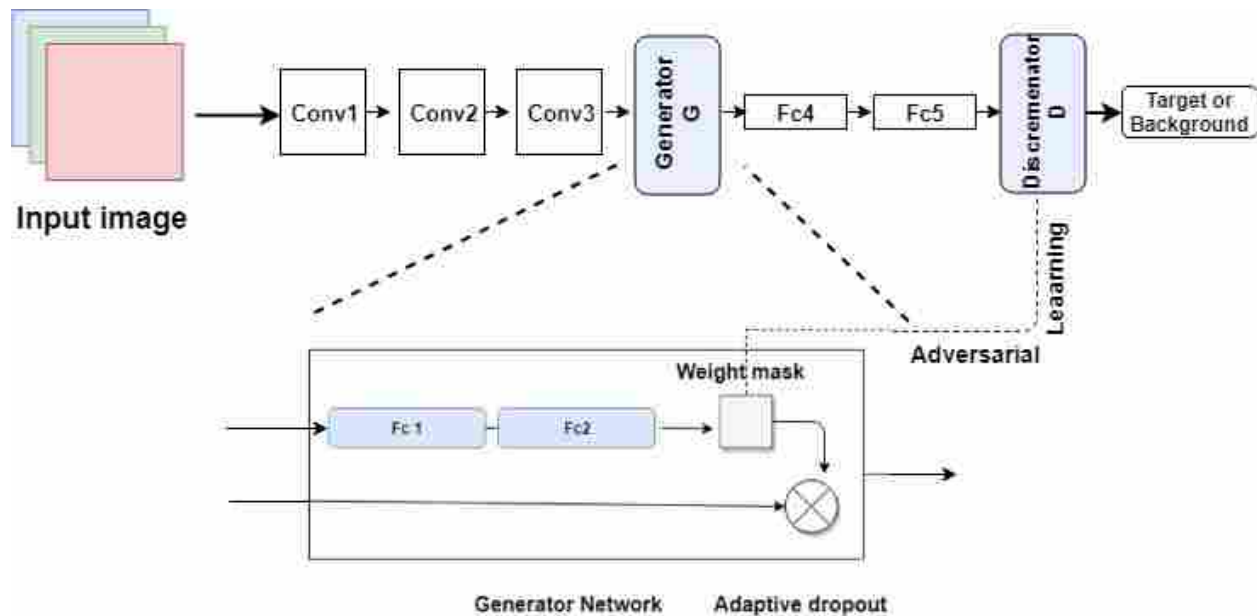 Input image
Conv1
Conv2
Conv3
Generator
G
Fc4
Fc5
Discremenator
D
Target or
Background
Leaarning
Adversarial
Weight mask
Fc 1
Fc2
Generator Network
Adaptive dropout